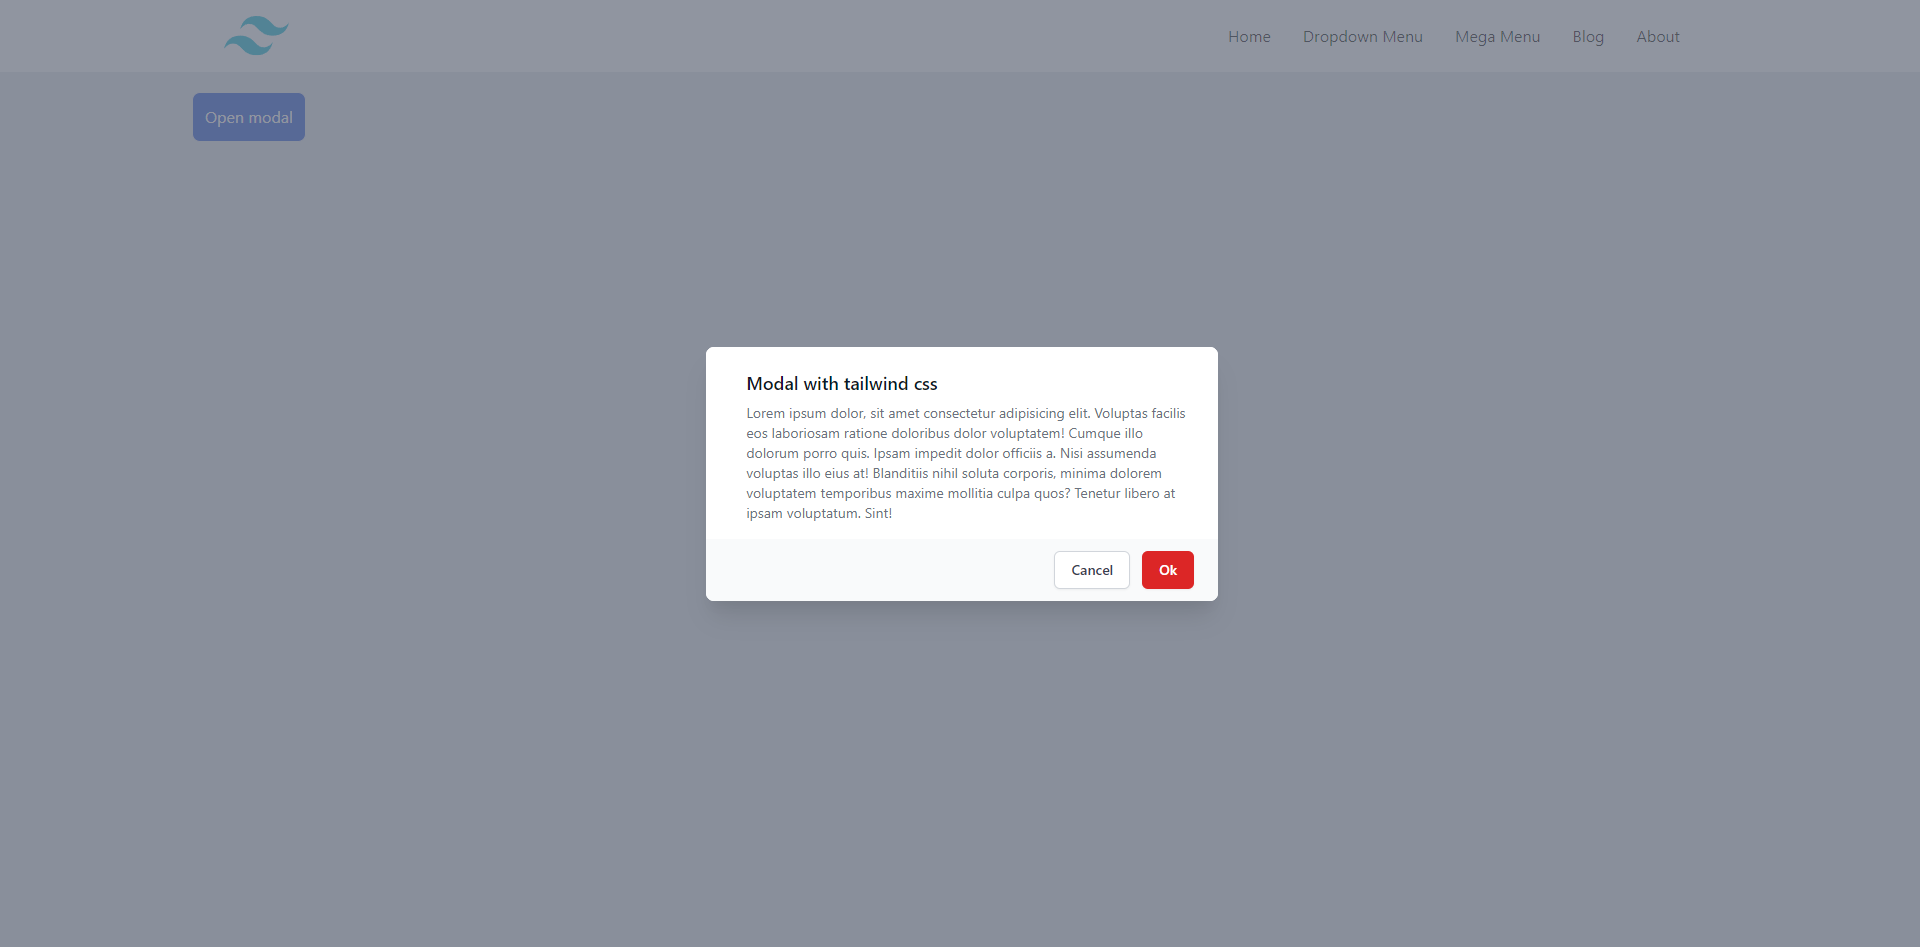 Home Dropdown Menu Mega Menu Blog About
Open modal
Modal with tailwind css
Lorem ipsum dolor, sit amet consectetur adipisicing elit. Voluptas facilis
eos laboriosam ratione doloribus dolor voluptatem! Cumque illo
dolorum porro quis. Ipsam impedit dolor officiis a. Nisi assumenda
voluptas illo eius at! Blanditiis nihil soluta corporis, minima dolorem
voluptatem temporibus maxime mollitia culpa quos? Tenetur libero at
ipsam voluptatum. Sint!
Cancel Ok